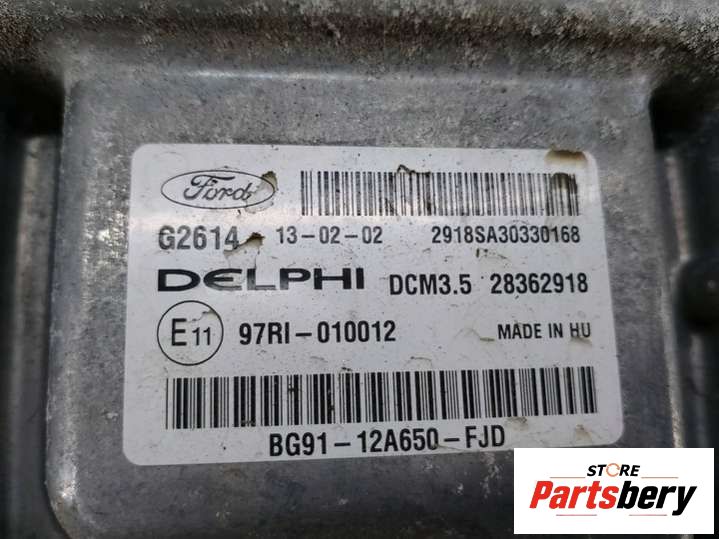 Ford
G2614 13-02-02 2918SA30330168
DELPHI DCM3.5 28362918
E11 97RI-010012 MADE IN HU
BG91-12A650-FJD
STORE
Partsbery